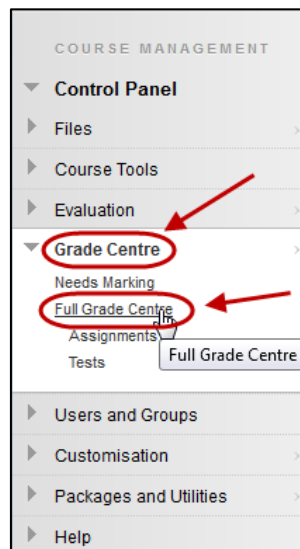 COURSE MANAGEMENT
Control Panel
Files
Course Tools
Evaluation
Grade Centre
Needs Marking
Full Grade Centre
Assignments
Full Grade Centre
Tests
Users and Groups
Customisation
Packages and Utilities
Help